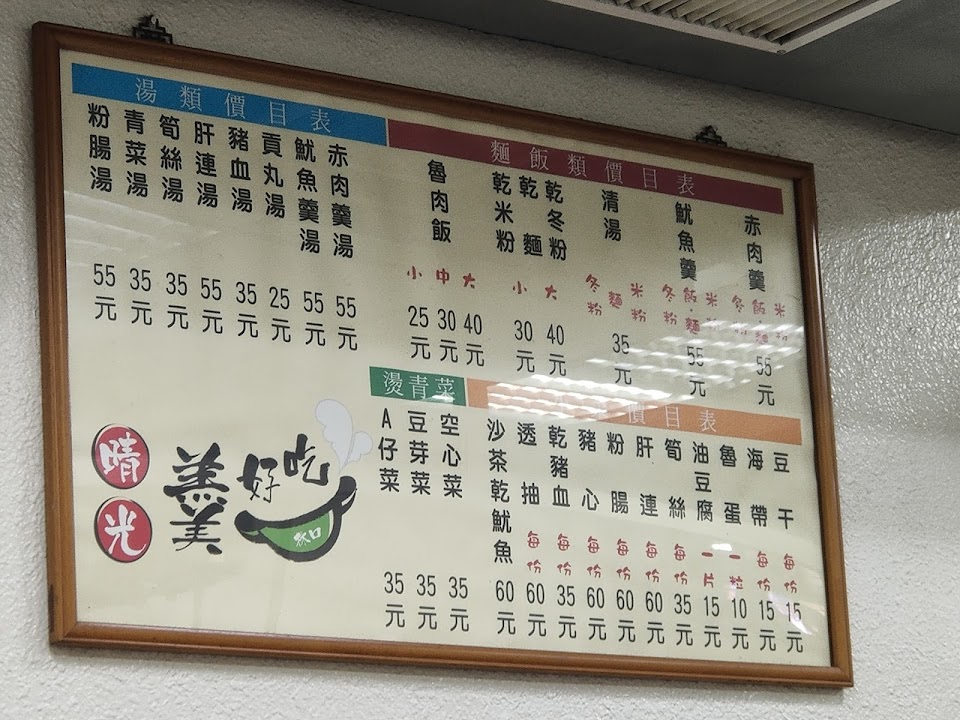 湯類價目表
赤肉羹湯 55元
魷魚羹湯 55元
貢丸湯 25元
豬血湯 35元
肝連湯 55元
筍絲湯 35元
青菜湯 35元
粉腸湯 55元
麵飯類價目表
赤肉羹 米粉 飯.麵 冬粉 55元
魷魚羹 米粉 飯.麵 冬粉 55元
清湯 米粉 麵 冬粉 35元
乾冬粉
乾麵
乾米粉
大 40元
小 30元
魯肉飯
大 40元
中 30元
小 25元
燙青菜
空心菜 35元
豆芽菜 35元
A仔菜 35元
價目表
豆干 每份 15元
海帶 每份 15元
魯蛋 一粒 10元
油豆腐 一片 15元
筍絲 每份 35元
肝連 每份 60元
粉腸 每份 60元
豬心 每份 60元
乾豬血 每份 35元
透抽 每份 60元
沙茶乾魷魚 60元
晴光
羹美
好吃